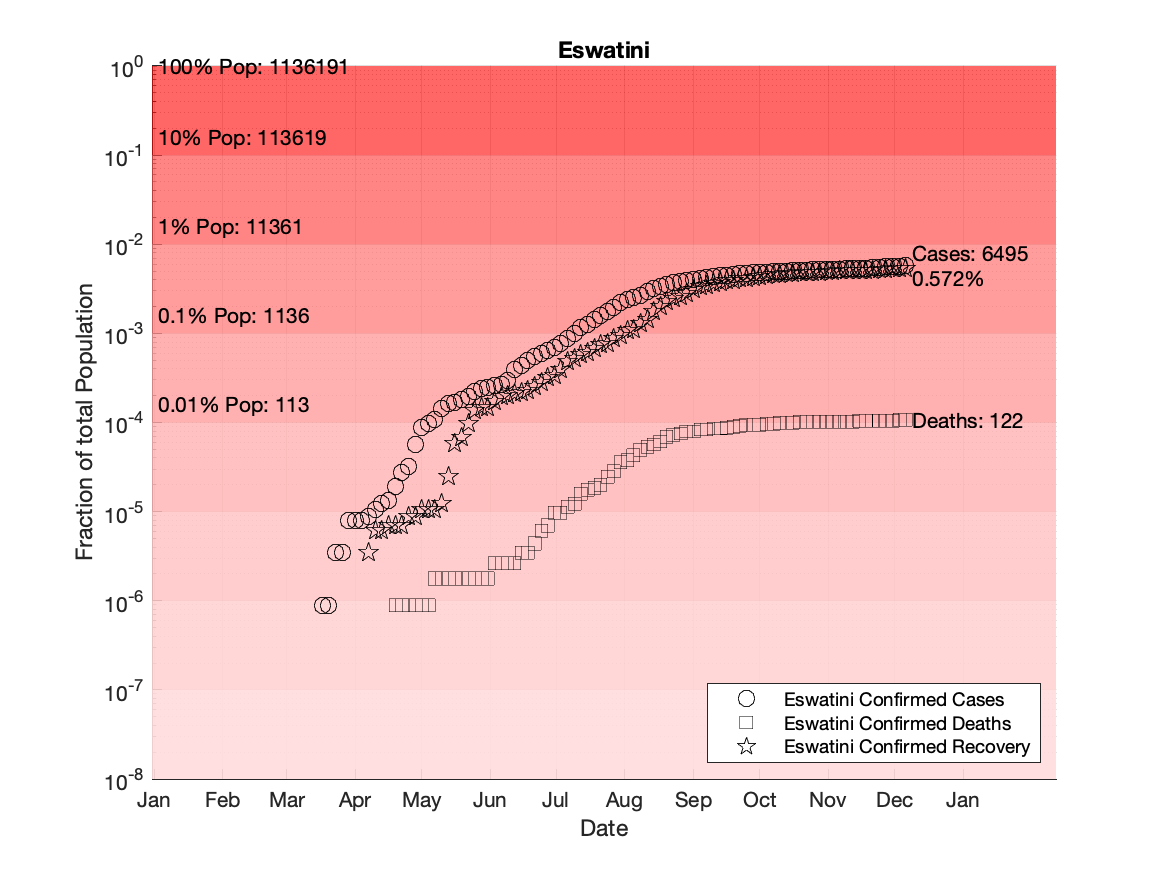 Eswatini
10^0
100% Pop: 1136191
10% Pop: 113619
10^-1
1% Pop: 11361
10^-2
Cases: 6495
0.572%
0.1% Pop: 1136
10^-3
0.01% Pop: 113
10^-4
Deaths: 122
10^-5
10^-6
10^-7
10^-8
Fraction of total Population
Eswatini Confirmed Cases
Eswatini Confirmed Deaths
Eswatini Confirmed Recovery
Jan Feb Mar Apr May Jun Jul Aug Sep Oct Nov Dec Jan
Date